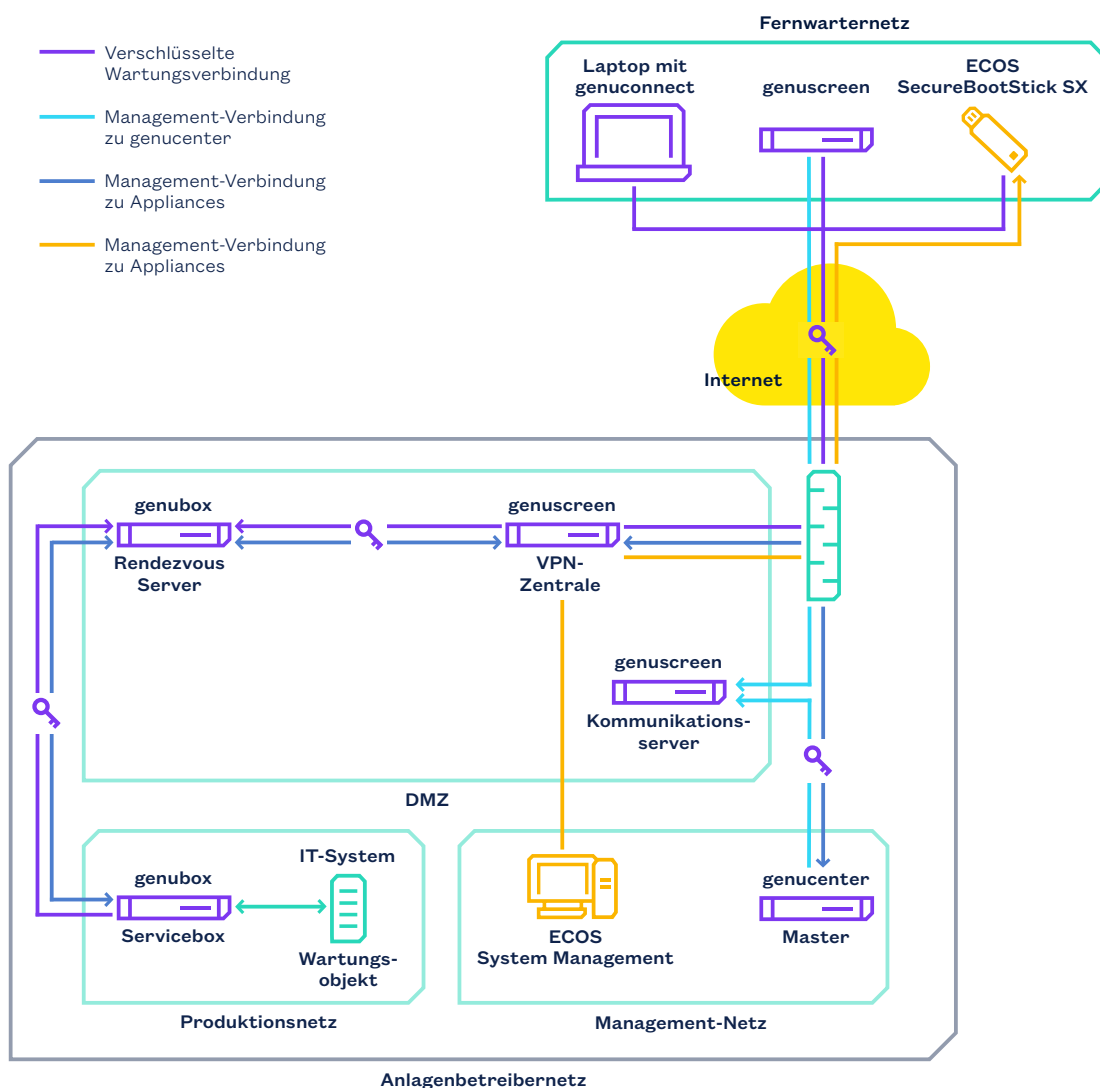 Fernwarternetz
Verschlüsselte
Wartungsverbindung
Management-Verbindung
zu genucenter
Management-Verbindung
zu Appliances
Management-Verbindung
zu Appliances
Laptop mit
genuconnect
genuscreen
ECOS
SecureBootStick SX
Internet
genubox
Rendezvous
Server
genuscreen
VPN-
Zentrale
genuscreen
Kommunikations-
server
DMZ
genubox
Servicebox
IT-System
Wartungs-
objekt
Produktionsnetz
ECOS
System Management
genucenter
Master
Management-Netz
Anlagenbetreibernetz